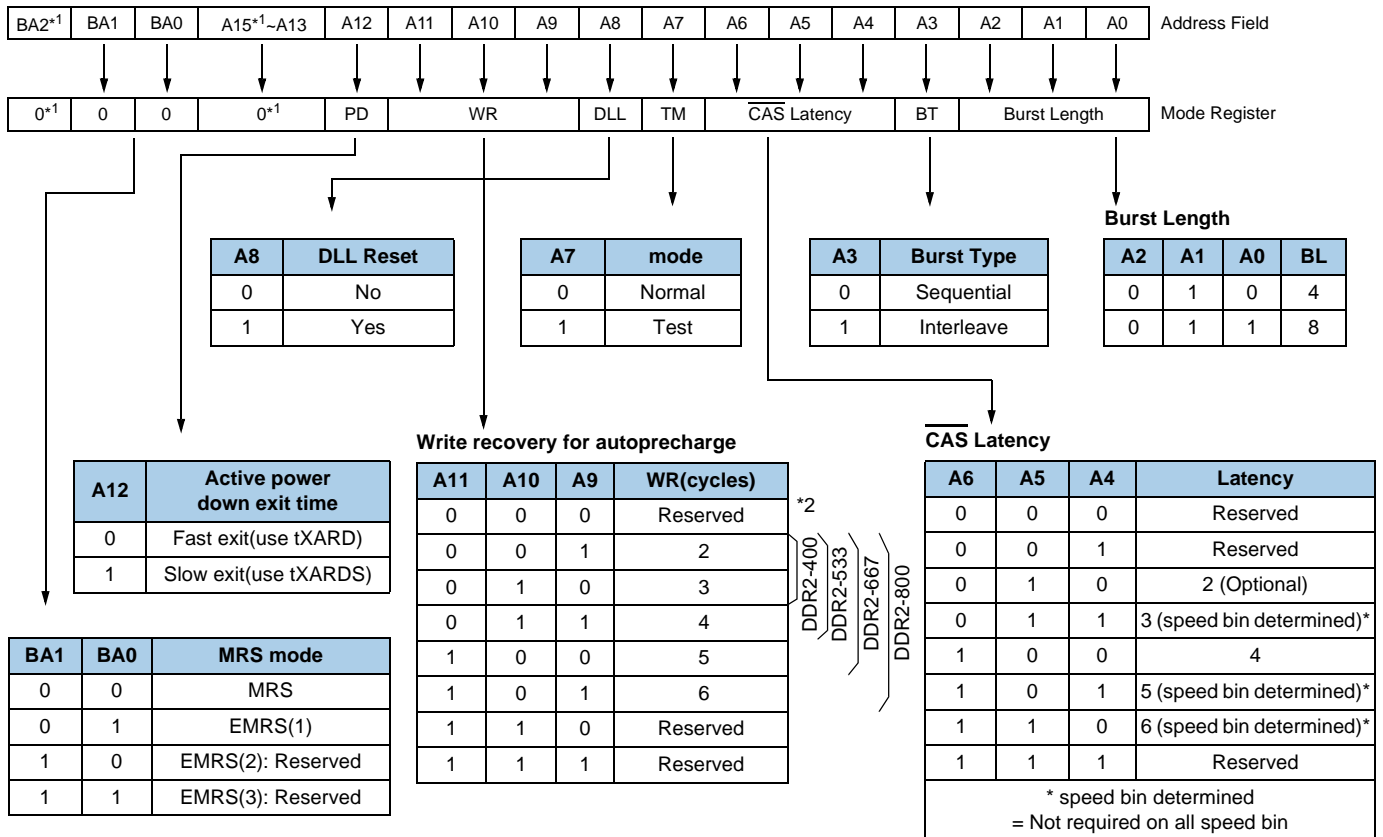 BA2*1 BA1 BA0 A15*1~A13 A12 A11 A10 A9 A8 A7 A6 A5 A4 A3 A2 A1 A0 Address Field
0*1 0 0 0*1 PD WR DLL TM CAS Latency BT Burst Length Mode Register
A8 DLL Reset
0 No
1 Yes
A7 mode
0 Normal
1 Test
A3 Burst Type
0 Sequential
1 Interleave
Burst Length
A2 A1 A0 BL
0 1 0 4
0 1 1 8
A12 Active power
down exit time
0 Fast exit(use tXARD)
1 Slow exit(use tXARDS)
BA1 BA0 MRS mode
0 0 MRS
0 1 EMRS(1)
1 0 EMRS(2): Reserved
1 1 EMRS(3): Reserved
Write recovery for autoprecharge
A11 A10 A9 WR(cycles)
0 0 0 Reserved
0 0 1 2
0 1 0 3
0 1 1 4
1 0 0 5
1 0 1 6
1 1 0 Reserved
1 1 1 Reserved
*2
DDR2-400
DDR2-533
DDR2-667
DDR2-800
CAS Latency
A6 A5 A4 Latency
0 0 0 Reserved
0 0 1 Reserved
0 1 0 2 (Optional)
0 1 1 3 (speed bin determined)*
1 0 0 4
1 0 1 5 (speed bin determined)*
1 1 0 6 (speed bin determined)*
1 1 1 Reserved
* speed bin determined
= Not required on all speed bin